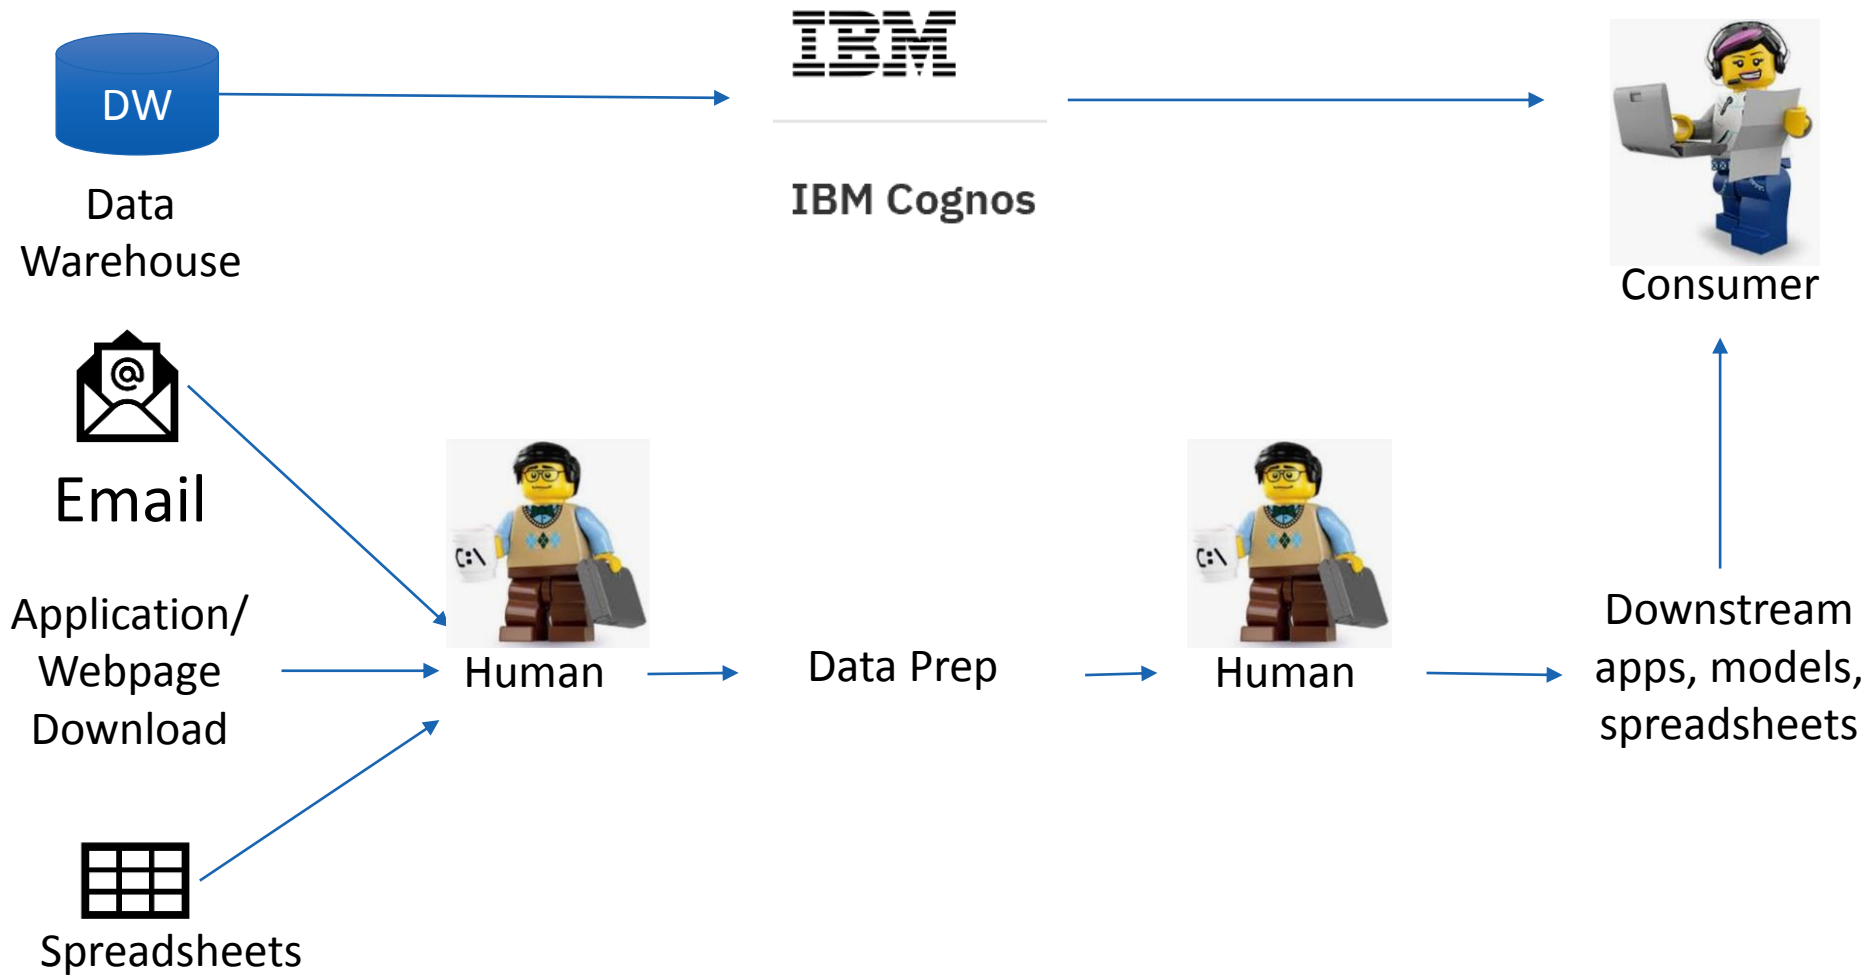 DW
Data
Warehouse
IBM
IBM Cognos
Consumer
@
Email
Application/
Webpage
Download
Spreadsheets
C:\
Human
Data Prep
C:\
Human
Downstream
apps, models,
spreadsheets